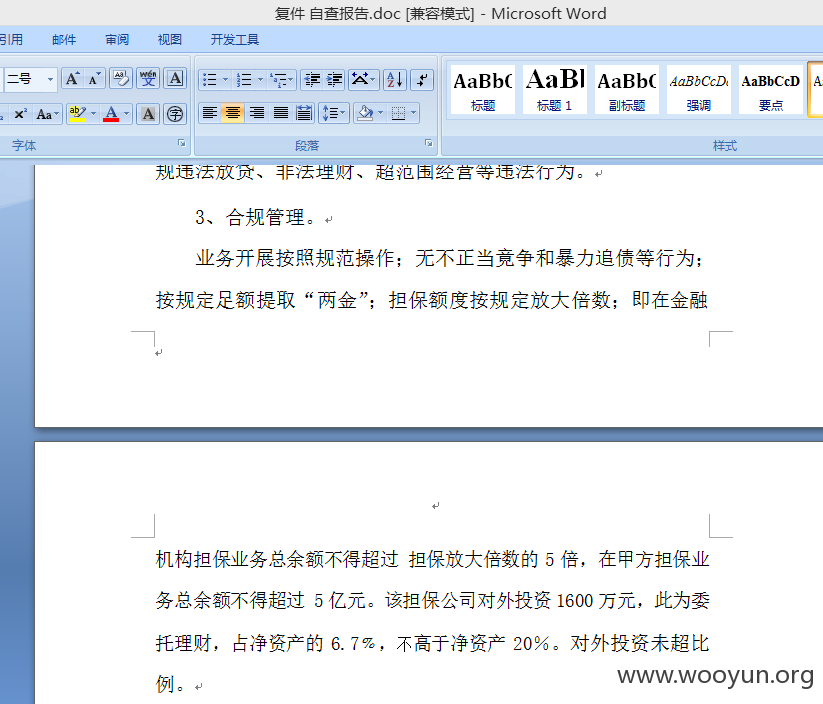 复件 自查报告.doc [兼容模式] - Microsoft Word
引用 邮件 审阅 视图 开发工具
二号 A A wén 文 A
AaBbC AaBl AaBbC AaBbCcD AaBbCcD
x² Aa ab A A 字
标题 标题 1 副标题 强调 要点
字体 段落 样式
规违法放贷、非法理财、超范围经营等违法行为。
3、合规管理。
业务开展按照规范操作；无不正当竞争和暴力追债等行为；
按规定足额提取“两金”；担保额度按规定放大倍数；即在金融
机构担保业务总余额不得超过 担保放大倍数的 5 倍，在甲方担保业
务总余额不得超过 5 亿元。该担保公司对外投资 1600 万元，此为委
托理财，占净资产的 6.7%，不高于净资产 20%。对外投资未超比
例。
www.wooyun.org